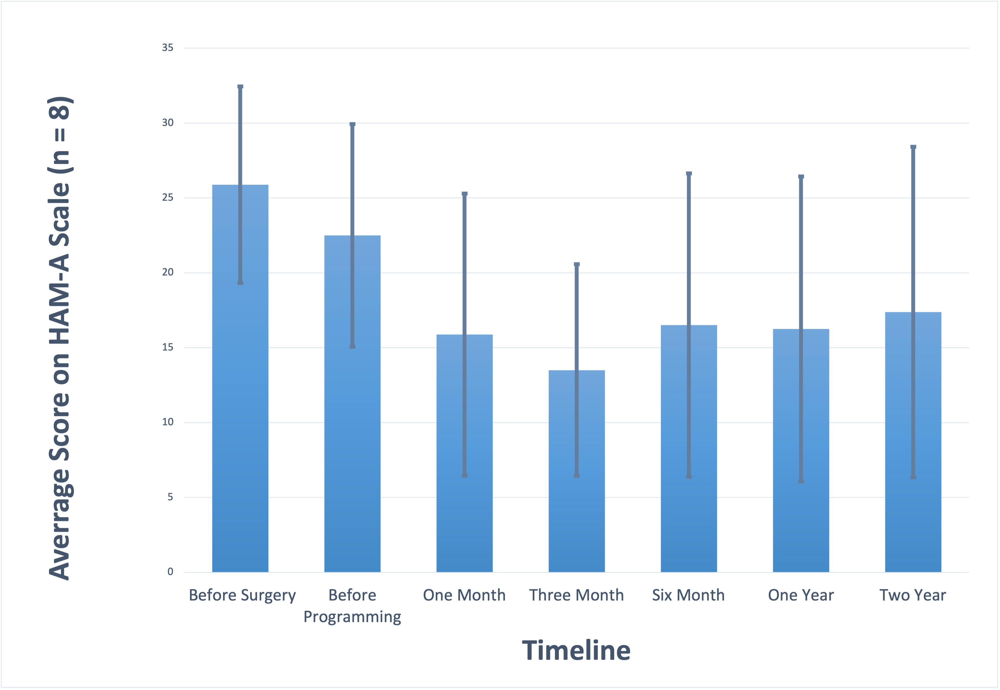 Average Score on HAM-A Scale (n = 8)
35
30
25
20
15
10
5
0
Before Surgery
Before
Programming
One Month
Three Month
Six Month
One Year
Two Year
Timeline